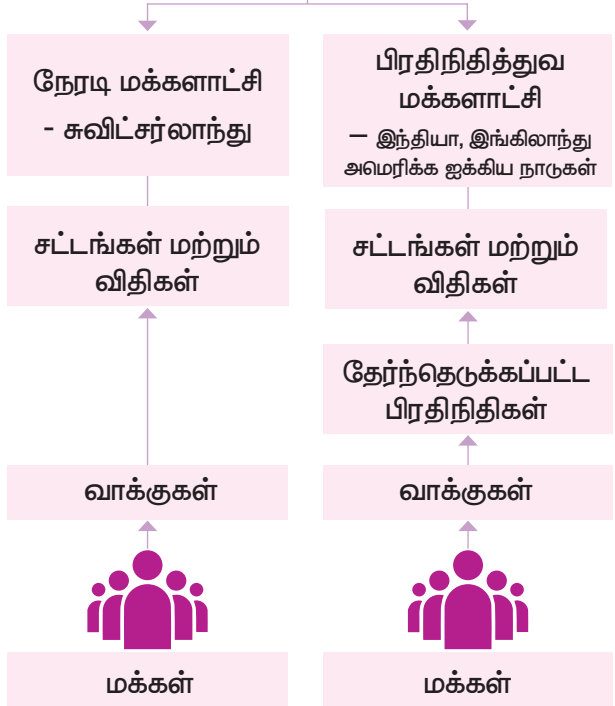 நேரடி மக்களாட்சி
- சுவிட்சர்லாந்து
சட்டங்கள் மற்றும்
விதிகள்
வாக்குகள்
மக்கள்
பிரதிநிதித்துவ
மக்களாட்சி
— இந்தியா, இங்கிலாந்து
அமெரிக்க ஐக்கிய நாடுகள்
சட்டங்கள் மற்றும்
விதிகள்
தேர்ந்தெடுக்கப்பட்ட
பிரதிநிதிகள்
வாக்குகள்
மக்கள்